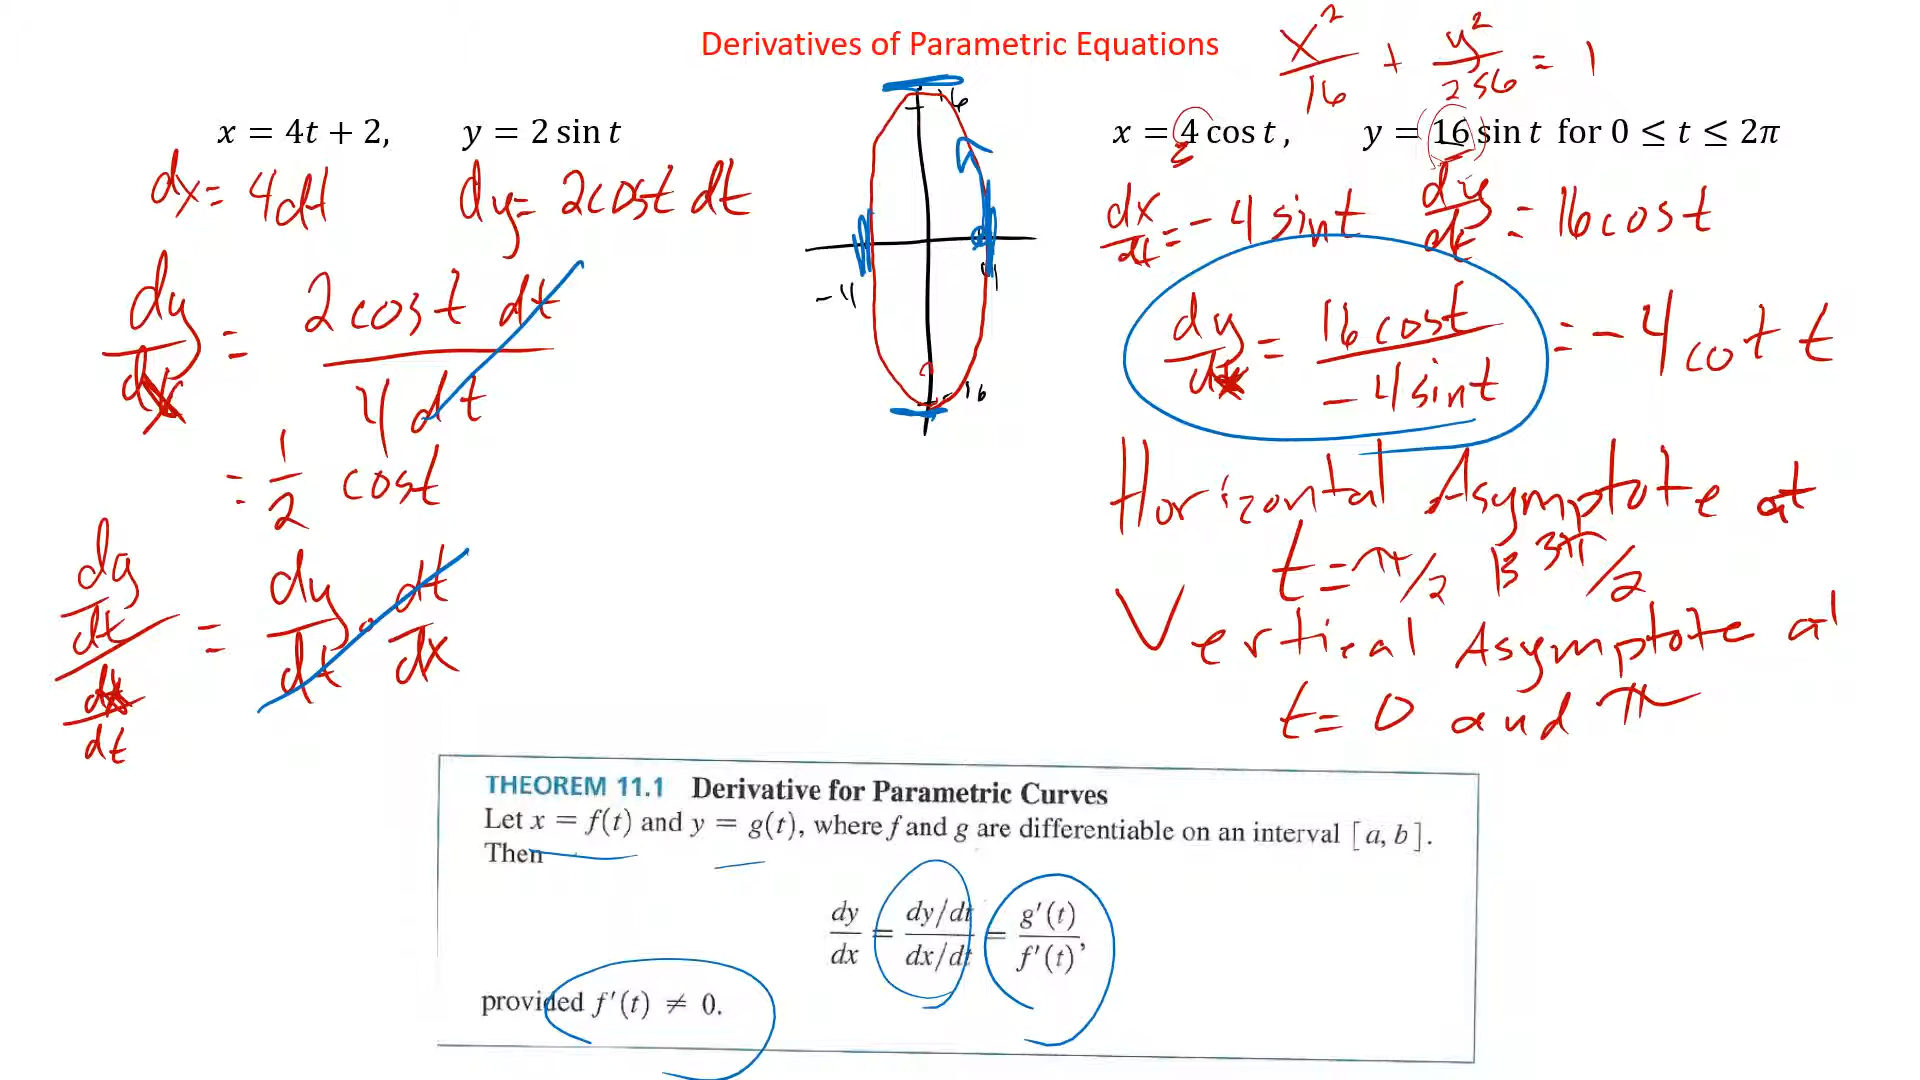 Derivatives of Parametric Equations
x²/16 + y²/256 = 1
x = 4t + 2, y = 2 sin t
dx = 4dt dy = 2cost dt
dy/dx = 2cost dt / 4dt
= 1/2 cost
dy/dt / dx/dt = dy/dt · dt/dx
16
-4 4
-16
x = 4 cos t, y = 16 sin t for 0 ≤ t ≤ 2π
dx/dt = -4 sint dy/dt = 16cost
dy/dx = 16cost / -4sint = -4cot t
Horizontal Asymptote at
t = π/2 & 3π/2
Vertical Asymptote at
t = 0 and π
THEOREM 11.1 Derivative for Parametric Curves
Let x = f(t) and y = g(t), where f and g are differentiable on an interval [a, b].
Then
dy/dx = dy/dt / dx/dt = g'(t)/f'(t),
provided f'(t) ≠ 0.